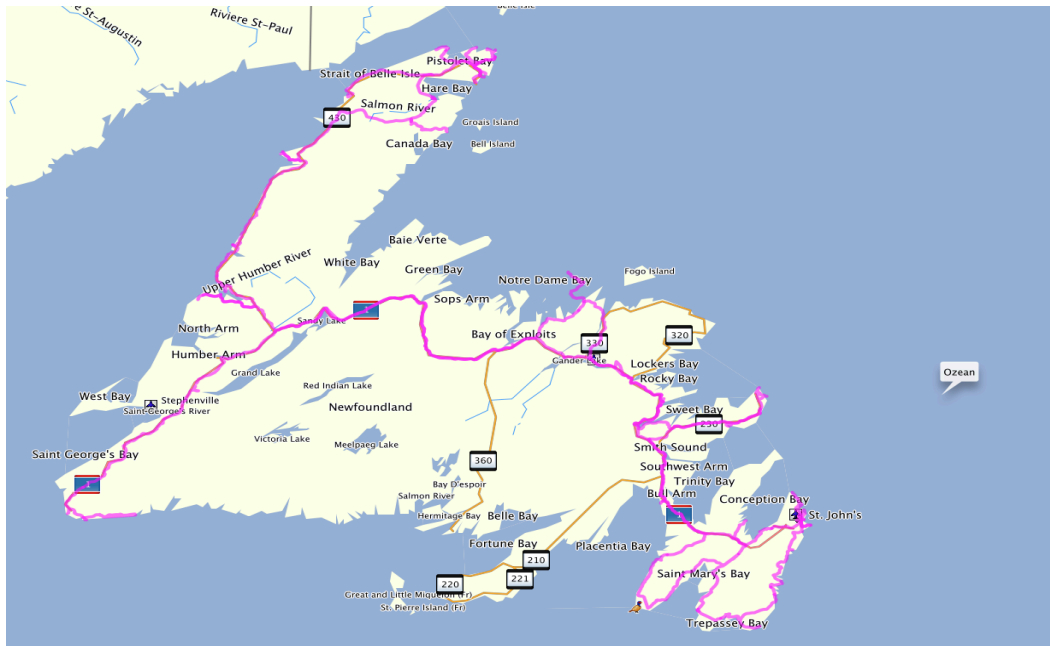 Belle Isle
e St-Augustin
Riviere St-Paul
Pistolet Bay
Strait of Belle Isle
Hare Bay
Salmon River
430
Groais Island
Canada Bay
Bell Island
Baie Verte
Upper Humber River
White Bay
Green Bay
Fogo Island
Notre Dame Bay
Sops Arm
1
Sandy Lake
North Arm
Bay of Exploits
320
330
Humber Arm
Gander Lake
Lockers Bay
Grand Lake
Ozean
Rocky Bay
Red Indian Lake
West Bay
Stephenville
Newfoundland
Sweet Bay
Saint George's River
230
Victoria Lake
Meelpaeg Lake
Smith Sound
Saint George's Bay
360
Southwest Arm
Trinity Bay
1
Bay D'espoir
Bull Arm
Salmon River
Conception Bay
1
St. John's
Hermitage Bay
Belle Bay
Fortune Bay
Placentia Bay
210
Saint Mary's Bay
221
220
Great and Little Miquelon (Fr)
St. Pierre Island (Fr)
Trepassey Bay